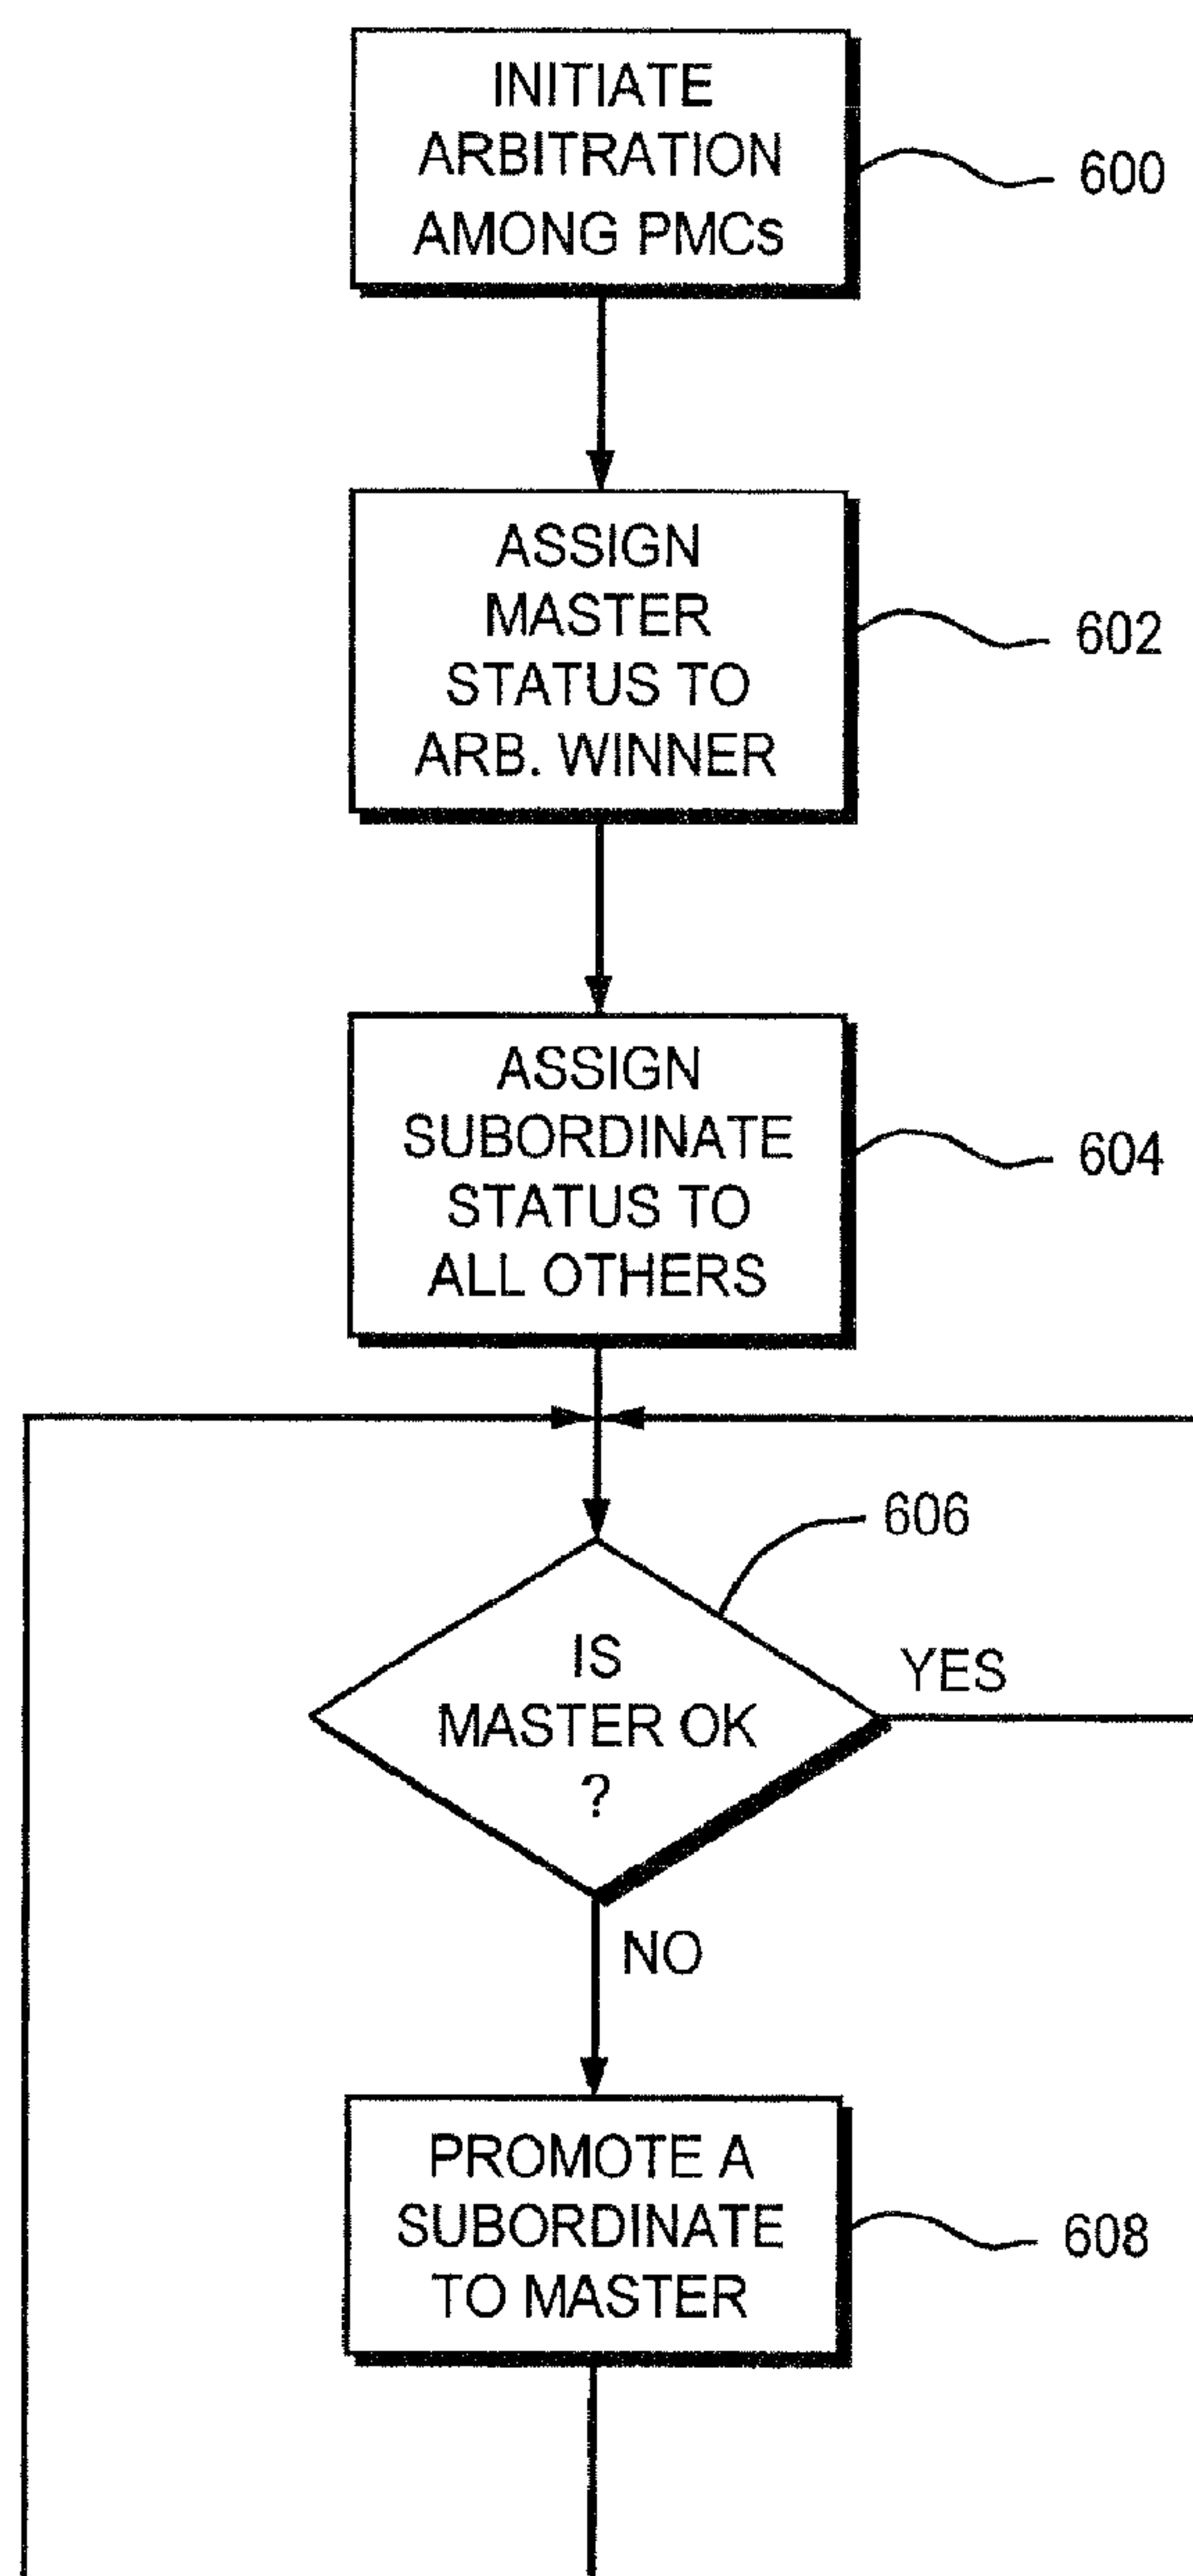 INITIATE
ARBITRATION
AMONG PMCs
600
ASSIGN
MASTER
STATUS TO
ARB. WINNER
602
ASSIGN
SUBORDINATE
STATUS TO
ALL OTHERS
604
606
IS
MASTER OK
?
YES
NO
PROMOTE A
SUBORDINATE
TO MASTER
608